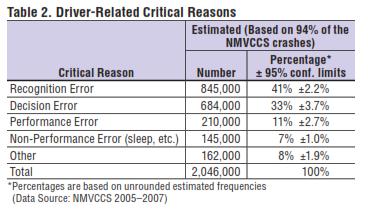 Table 2. Driver-Related Critical Reasons
Estimated (Based on 94% of the
NMVCCS crashes)
Critical Reason Number Percentage*
± 95% conf. limits
Recognition Error 845,000 41% ±2.2%
Decision Error 684,000 33% ±3.7%
Performance Error 210,000 11% ±2.7%
Non-Performance Error (sleep, etc.) 145,000 7% ±1.0%
Other 162,000 8% ±1.9%
Total 2,046,000 100%
*Percentages are based on unrounded estimated frequencies
(Data Source: NMVCCS 2005–2007)